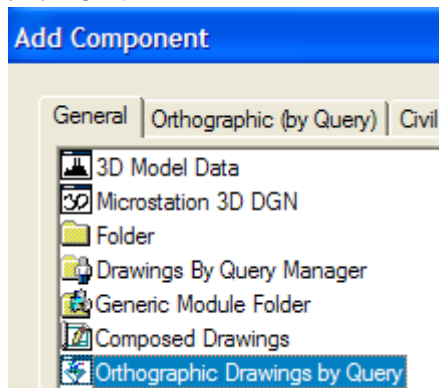 Add Component
General Orthographic (by Query) Civil
3D Model Data
Microstation 3D DGN
Folder
Drawings By Query Manager
Generic Module Folder
Composed Drawings
Orthographic Drawings by Query